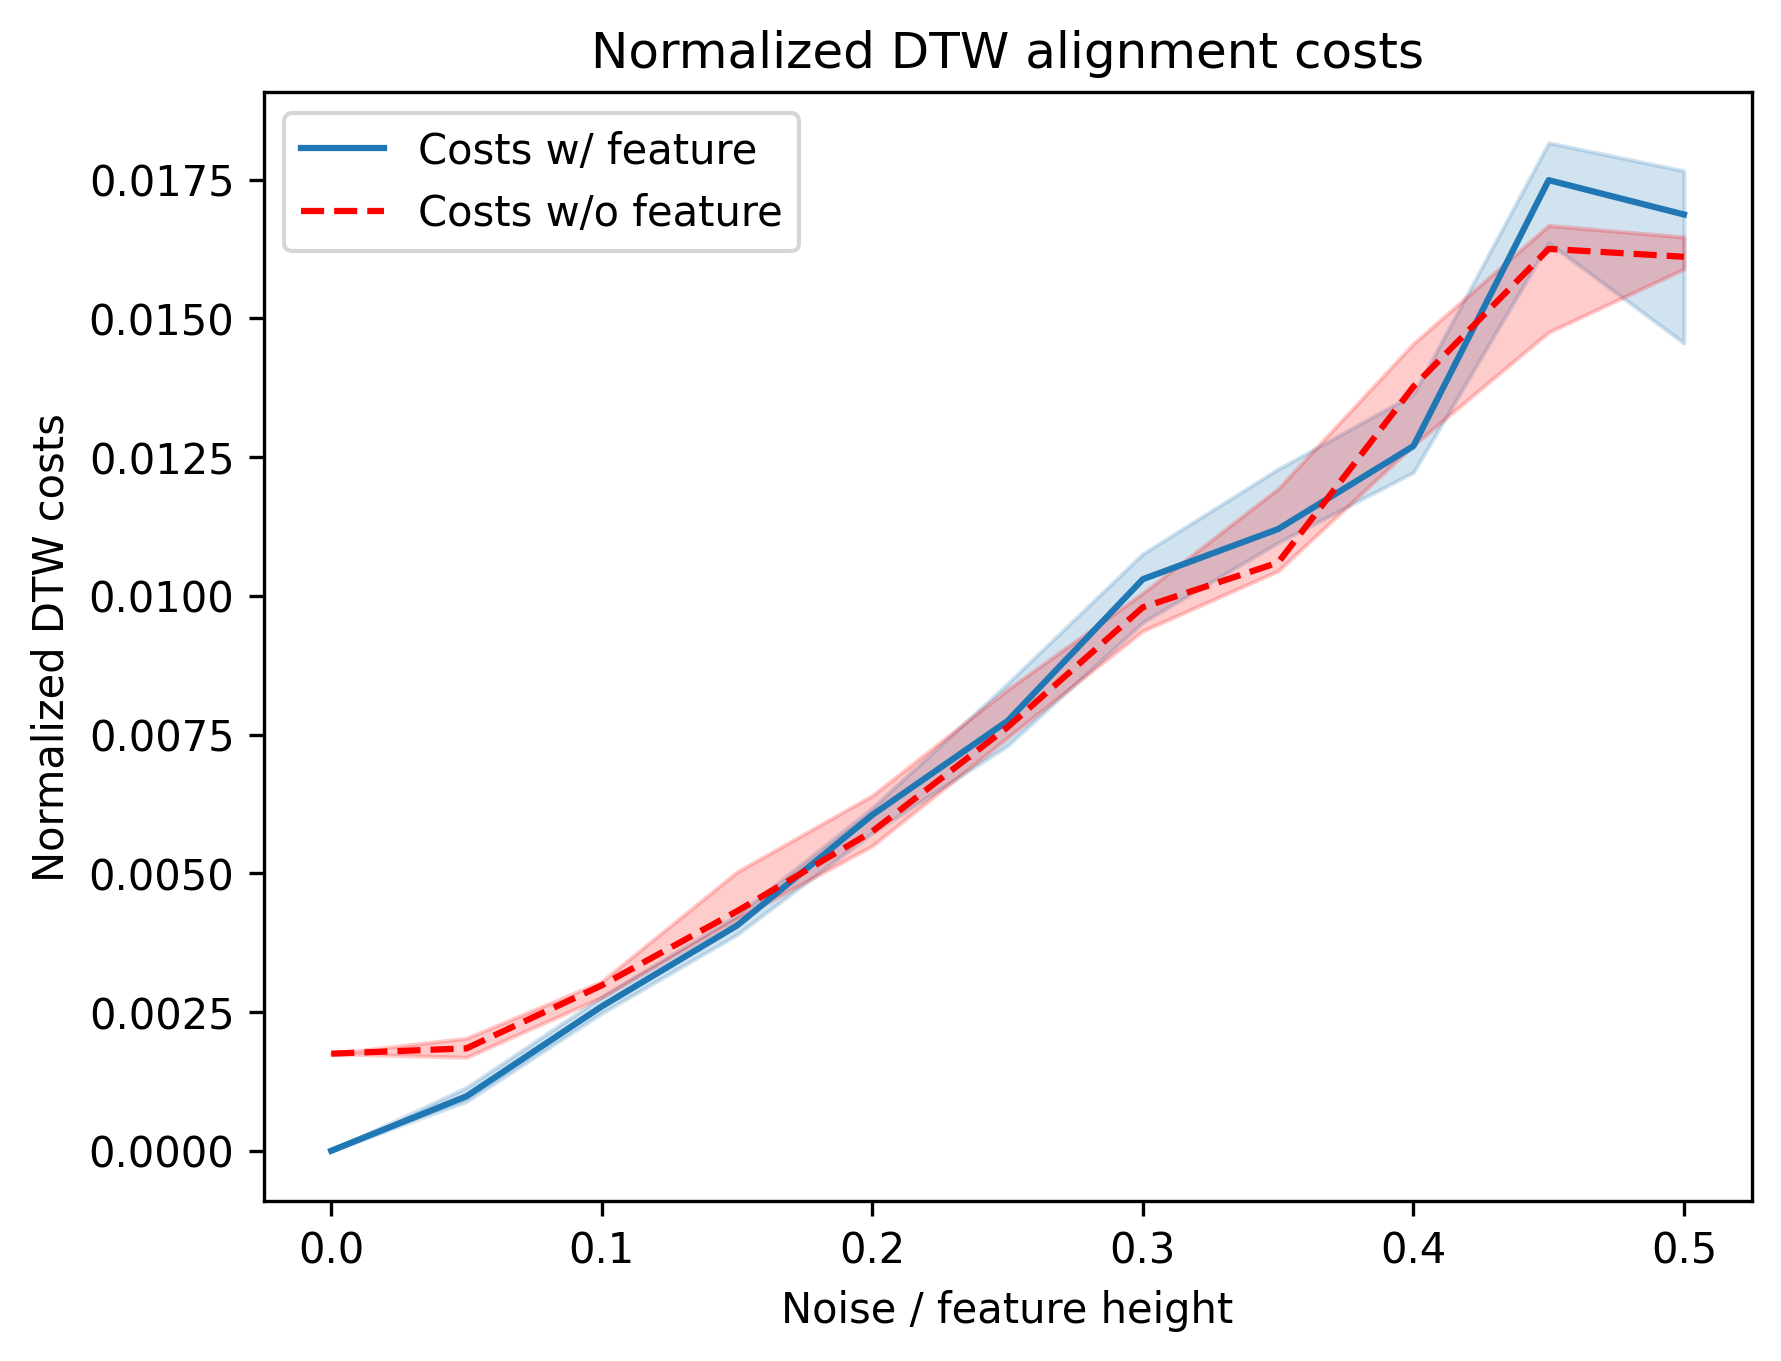 Normalized DTW alignment costs
Costs w/ feature
Costs w/o feature
Normalized DTW costs
0.0175
0.0150
0.0125
0.0100
0.0075
0.0050
0.0025
0.0000
0.0 0.1 0.2 0.3 0.4 0.5
Noise / feature height